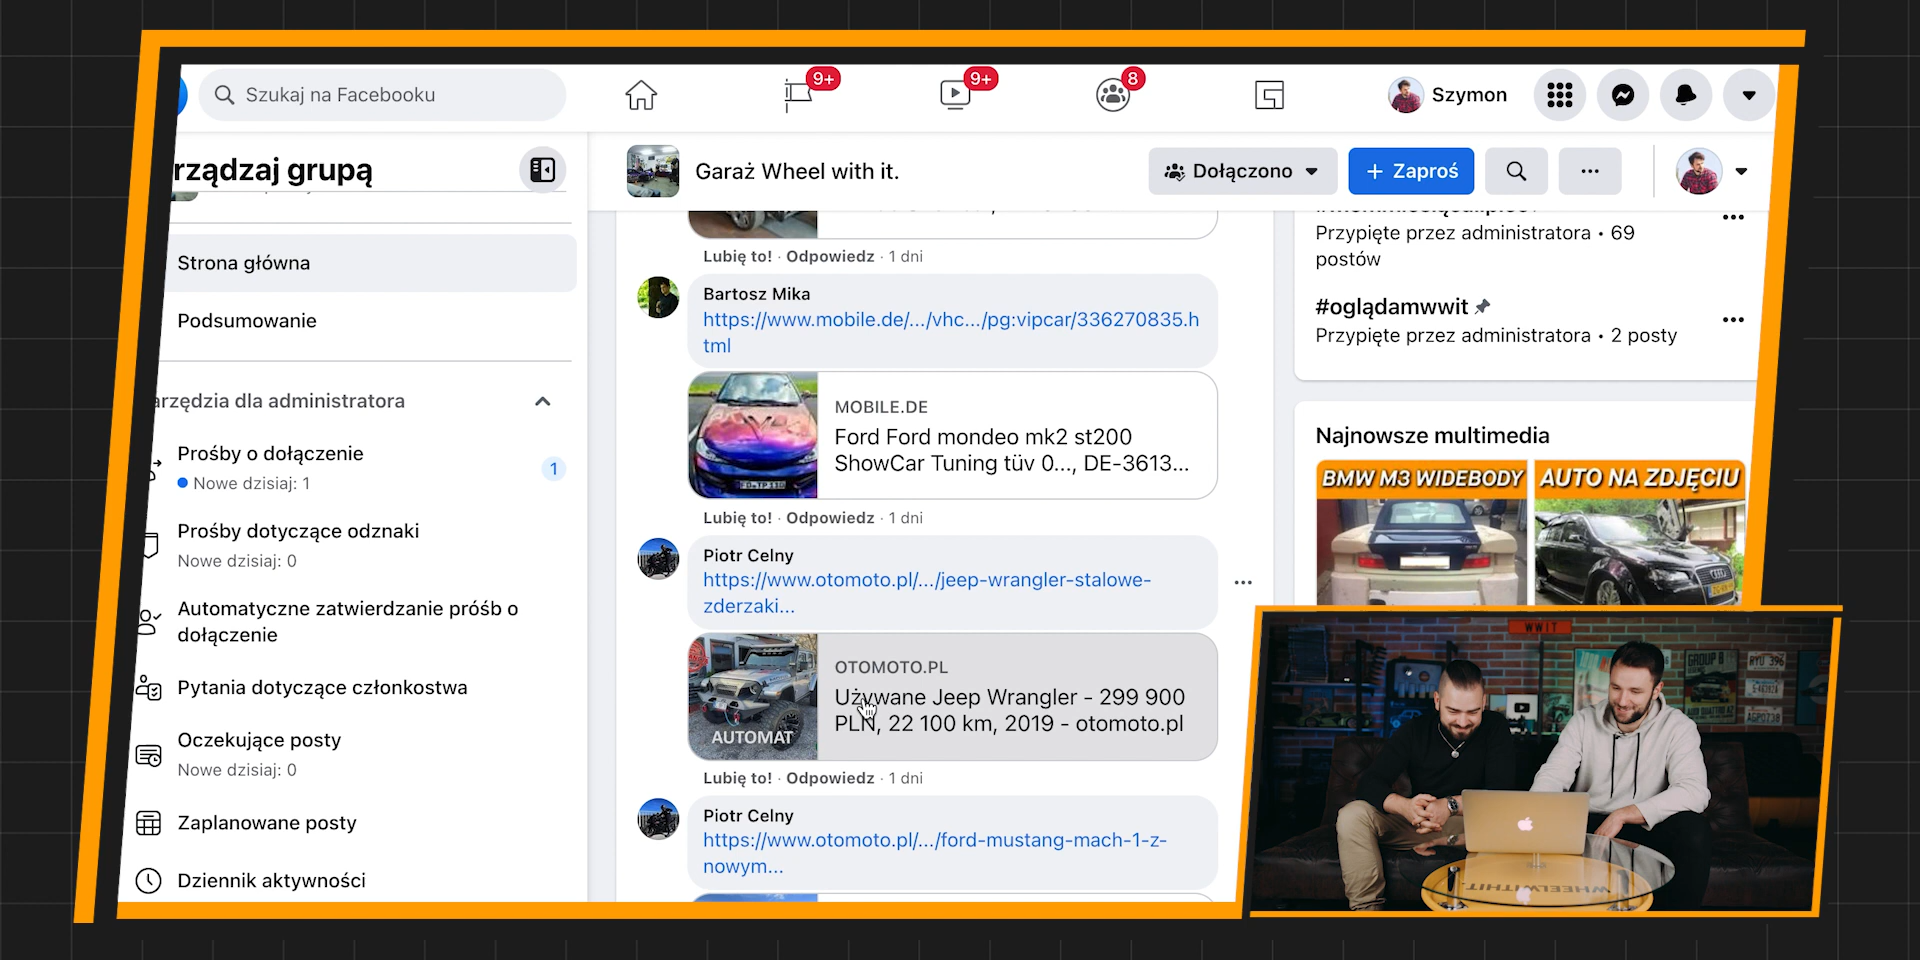 Szukaj na Facebooku
9+
9+
8
Szymon
rządzaj grupą
Garaż Wheel with it.
Dołączono
+ Zaproś
Strona główna
Podsumowanie
arzędzia dla administratora
Prośby o dołączenie
Nowe dzisiaj: 1
1
Prośby dotyczące odznaki
Nowe dzisiaj: 0
Automatyczne zatwierdzanie próśb o
dołączenie
Pytania dotyczące członkostwa
Oczekujące posty
Nowe dzisiaj: 0
Zaplanowane posty
Dziennik aktywności
Lubię to! · Odpowiedz · 1 dni
Bartosz Mika
https://www.mobile.de/.../vhc.../pg:vipcar/336270835.h
tml
MOBILE.DE
Ford Ford mondeo mk2 st200
ShowCar Tuning tüv 0..., DE-3613...
Lubię to! · Odpowiedz · 1 dni
Piotr Celny
https://www.otomoto.pl/.../jeep-wrangler-stalowe-
zderzaki...
AUTOMAT
OTOMOTO.PL
Używane Jeep Wrangler - 299 900
PLN, 22 100 km, 2019 - otomoto.pl
Lubię to! · Odpowiedz · 1 dni
Piotr Celny
https://www.otomoto.pl/.../ford-mustang-mach-1-z-
nowym...
Przypięte przez administratora • 69
postów
#oglądamwwit
Przypięte przez administratora • 2 posty
Najnowsze multimedia
BMW M3 WIDEBODY
AUTO NA ZDJĘCIU
WWIT
GROUP B
RYU 396
AGPO738
WHEELWITHIT.